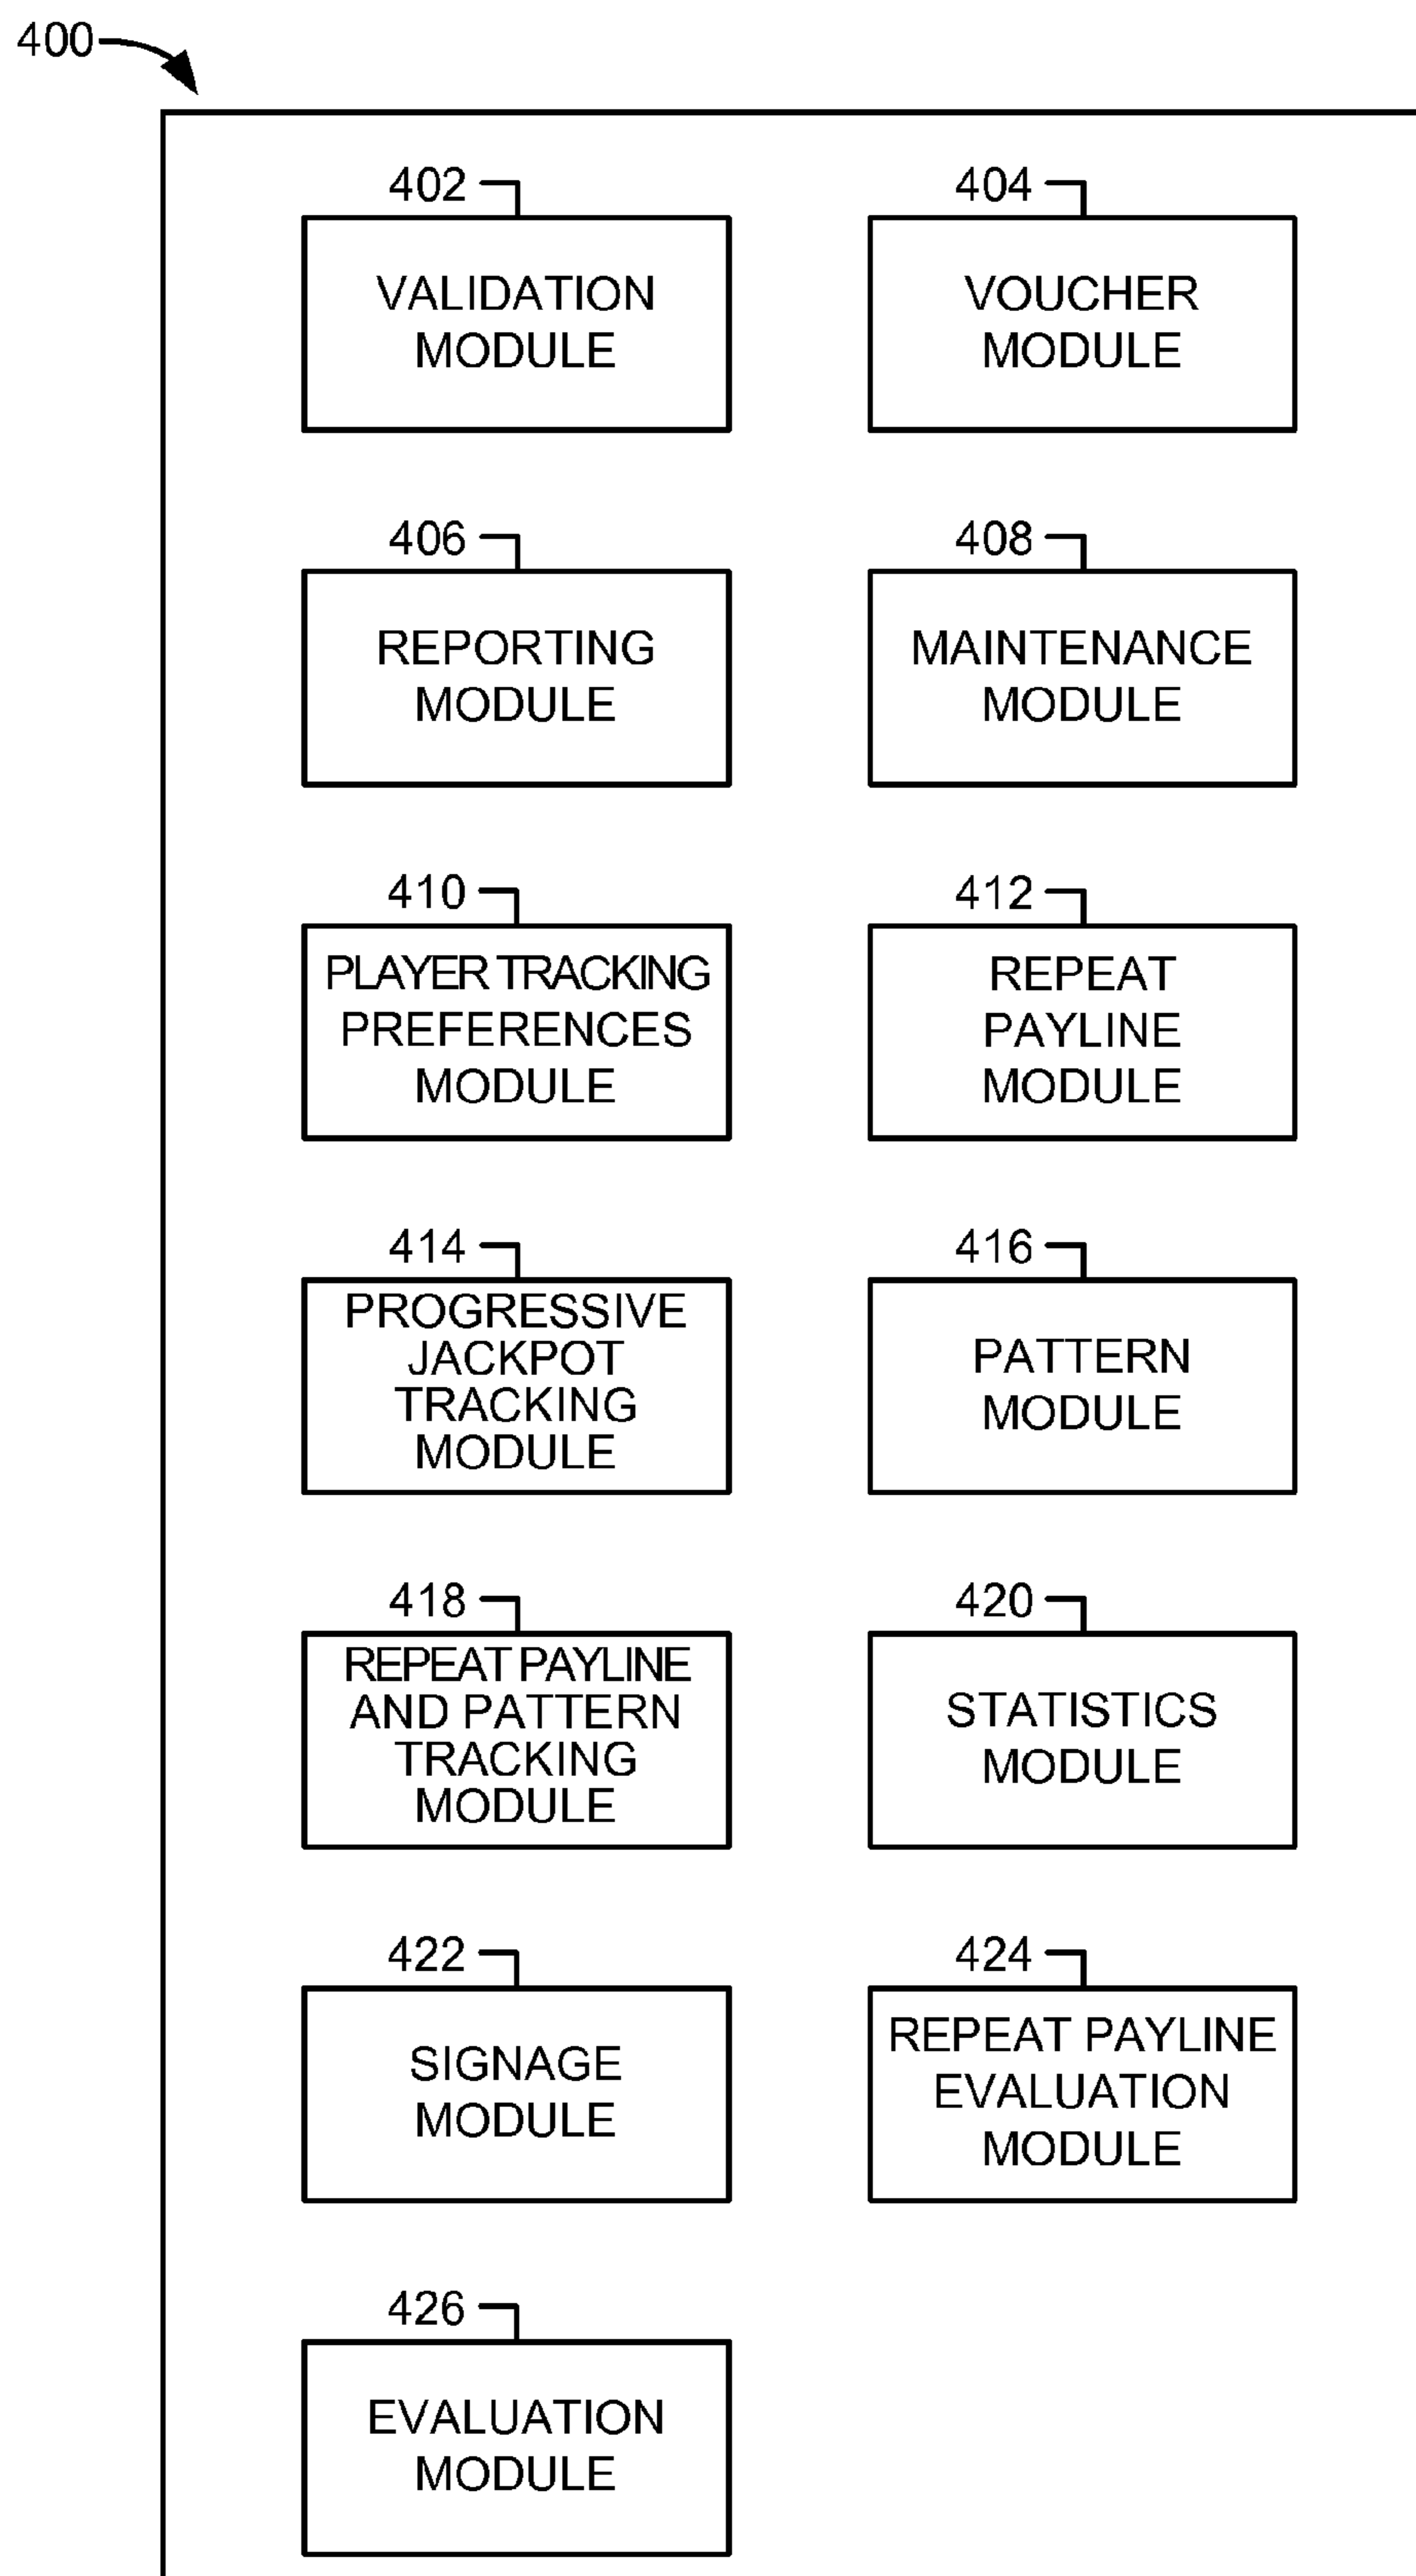 400
402
VALIDATION
MODULE
404
VOUCHER
MODULE
406
REPORTING
MODULE
408
MAINTENANCE
MODULE
410
PLAYER TRACKING
PREFERENCES
MODULE
412
REPEAT
PAYLINE
MODULE
414
PROGRESSIVE
JACKPOT
TRACKING
MODULE
416
PATTERN
MODULE
418
REPEAT PAYLINE
AND PATTERN
TRACKING
MODULE
420
STATISTICS
MODULE
422
SIGNAGE
MODULE
424
REPEAT PAYLINE
EVALUATION
MODULE
426
EVALUATION
MODULE